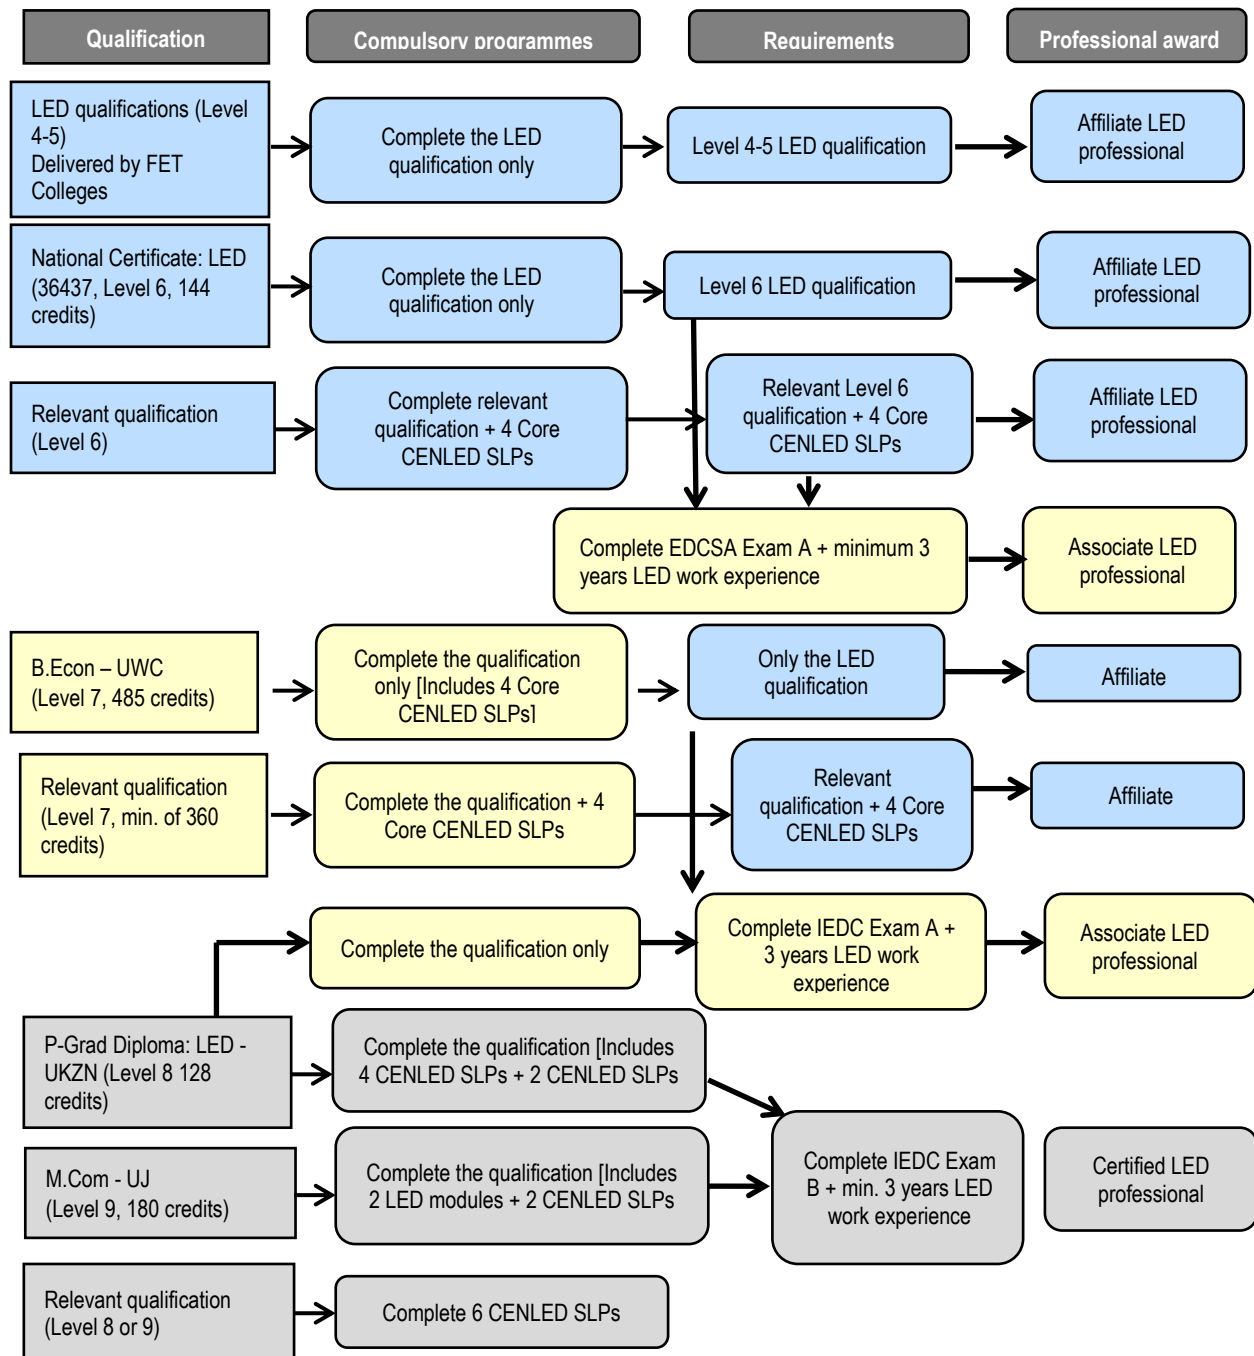 Qualification
Compulsory programmes
Requirements
Professional award
LED qualifications (Level
4-5)
Delivered by FET
Colleges
Complete the LED
qualification only
Level 4-5 LED qualification
Affiliate LED
professional
National Certificate: LED
(36437, Level 6, 144
credits)
Complete the LED
qualification only
Level 6 LED qualification
Affiliate LED
professional
Relevant qualification
(Level 6)
Complete relevant
qualification + 4 Core
CENLED SLPs
Relevant Level 6
qualification + 4 Core
CENLED SLPs
Affiliate LED
professional
Complete EDCSA Exam A + minimum 3
years LED work experience
Associate LED
professional
B.Econ – UWC
(Level 7, 485 credits)
Complete the qualification
only [Includes 4 Core
CENLED SLPs]
Only the LED
qualification
Affiliate
Relevant qualification
(Level 7, min. of 360
credits)
Complete the qualification + 4
Core CENLED SLPs
Relevant
qualification + 4 Core
CENLED SLPs
Affiliate
Complete the qualification only
Complete IEDC Exam A +
3 years LED work
experience
Associate LED
professional
P-Grad Diploma: LED -
UKZN (Level 8 128
credits)
Complete the qualification [Includes
4 CENLED SLPs + 2 CENLED SLPs
M.Com - UJ
(Level 9, 180 credits)
Complete the qualification [Includes
2 LED modules + 2 CENLED SLPs
Complete IEDC Exam
B + min. 3 years LED
work experience
Certified LED
professional
Relevant qualification
(Level 8 or 9)
Complete 6 CENLED SLPs